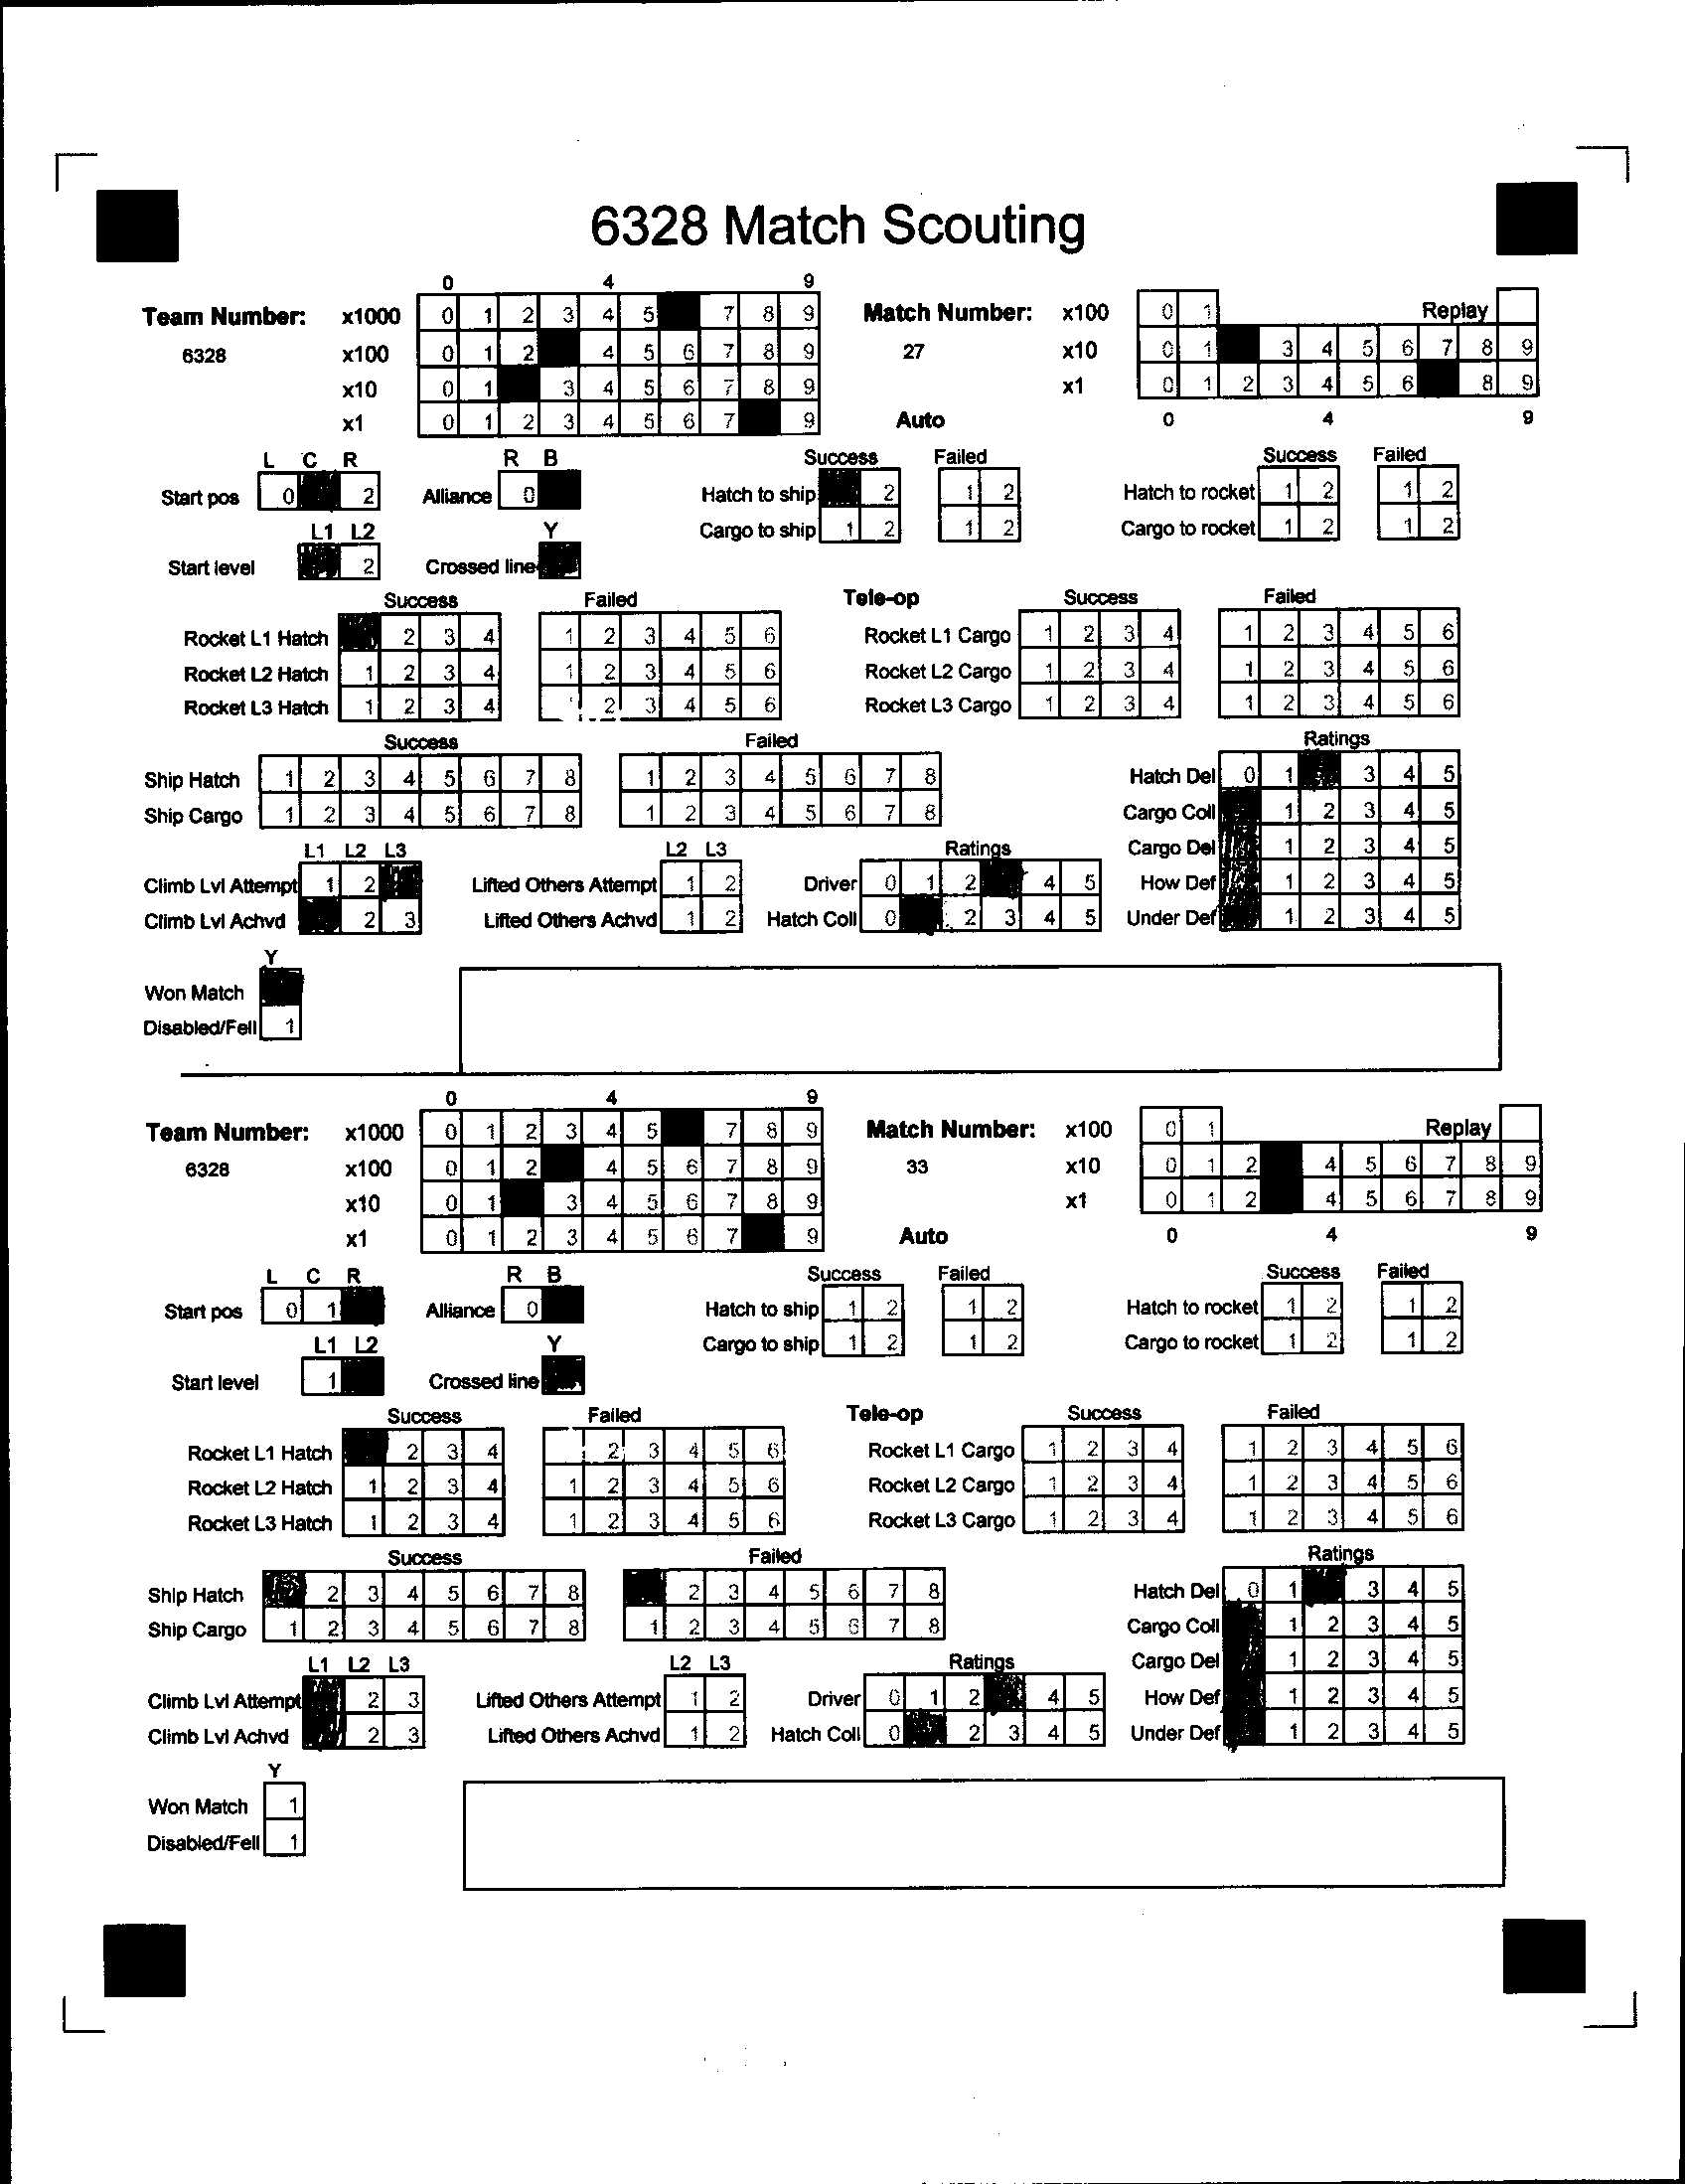 6328 Match Scouting
0 4 9
Team Number: x1000 0 1 2 3 4 5 7 8 9 Match Number: x100 0 1 Replay
6328 x100 0 1 2 4 5 6 7 8 9 27 x10 0 1 3 4 5 6 7 8 9
x10 0 1 3 4 5 6 7 8 9 x1 0 1 2 3 4 5 6 8 9
x1 0 1 2 3 4 5 6 7 9 Auto 0 4 9
L C R R B Success Failed Success Failed
Start pos 0 2 Alliance 0 Hatch to ship 2 1 2 Hatch to rocket 1 2 1 2
L1 L2 Y Cargo to ship 1 2 1 2 Cargo to rocket 1 2 1 2
Start level 2 Crossed line
Success Failed Tele-op Success Failed
Rocket L1 Hatch 2 3 4 1 2 3 4 5 6 Rocket L1 Cargo 1 2 3 4 1 2 3 4 5 6
Rocket L2 Hatch 1 2 3 4 1 2 3 4 5 6 Rocket L2 Cargo 1 2 3 4 1 2 3 4 5 6
Rocket L3 Hatch 1 2 3 4 2 3 4 5 6 Rocket L3 Cargo 1 2 3 4 1 2 3 4 5 6
Success Failed Ratings
Ship Hatch 1 2 3 4 5 6 7 8 1 2 3 4 5 6 7 8 Hatch Del 0 1 3 4 5
Ship Cargo 1 2 3 4 5 6 7 8 1 2 3 4 5 6 7 8 Cargo Coll 1 2 3 4 5
L1 L2 L3 L2 L3 Ratings Cargo Del 1 2 3 4 5
Climb Lvl Attempt 1 2 Lifted Others Attempt 1 2 Driver 0 1 2 4 5 How Def 1 2 3 4 5
Climb Lvl Achvd 2 3 Lifted Others Achvd 1 2 Hatch Coll 0 2 3 4 5 Under Def 1 2 3 4 5
Y
Won Match
Disabled/Fell 1
0 4 9
Team Number: x1000 0 1 2 3 4 5 7 8 9 Match Number: x100 0 1 Replay
6328 x100 0 1 2 4 5 6 7 8 9 33 x10 0 1 2 4 5 6 7 8 9
x10 0 1 3 4 5 6 7 8 9 x1 0 1 2 4 5 6 7 8 9
x1 0 1 2 3 4 5 6 7 9 Auto 0 4 9
L C R R B Success Failed Success Failed
Start pos 0 1 Alliance 0 Hatch to ship 1 2 1 2 Hatch to rocket 1 2 1 2
L1 L2 Y Cargo to ship 1 2 1 2 Cargo to rocket 1 2 1 2
Start level 1 Crossed line
Success Failed Tele-op Success Failed
Rocket L1 Hatch 2 3 4 2 3 4 5 6 Rocket L1 Cargo 1 2 3 4 1 2 3 4 5 6
Rocket L2 Hatch 1 2 3 4 1 2 3 4 5 6 Rocket L2 Cargo 1 2 3 4 1 2 3 4 5 6
Rocket L3 Hatch 1 2 3 4 1 2 3 4 5 6 Rocket L3 Cargo 1 2 3 4 1 2 3 4 5 6
Success Failed Ratings
Ship Hatch 2 3 4 5 6 7 8 2 3 4 5 6 7 8 Hatch Del 0 1 3 4 5
Ship Cargo 1 2 3 4 5 6 7 8 1 2 3 4 5 6 7 8 Cargo Coll 1 2 3 4 5
L1 L2 L3 L2 L3 Ratings Cargo Del 1 2 3 4 5
Climb Lvl Attempt 2 3 Lifted Others Attempt 1 2 Driver 0 1 2 4 5 How Def 1 2 3 4 5
Climb Lvl Achvd 2 3 Lifted Others Achvd 1 2 Hatch Coll 0 2 3 4 5 Under Def 1 2 3 4 5
Y
Won Match 1
Disabled/Fell 1